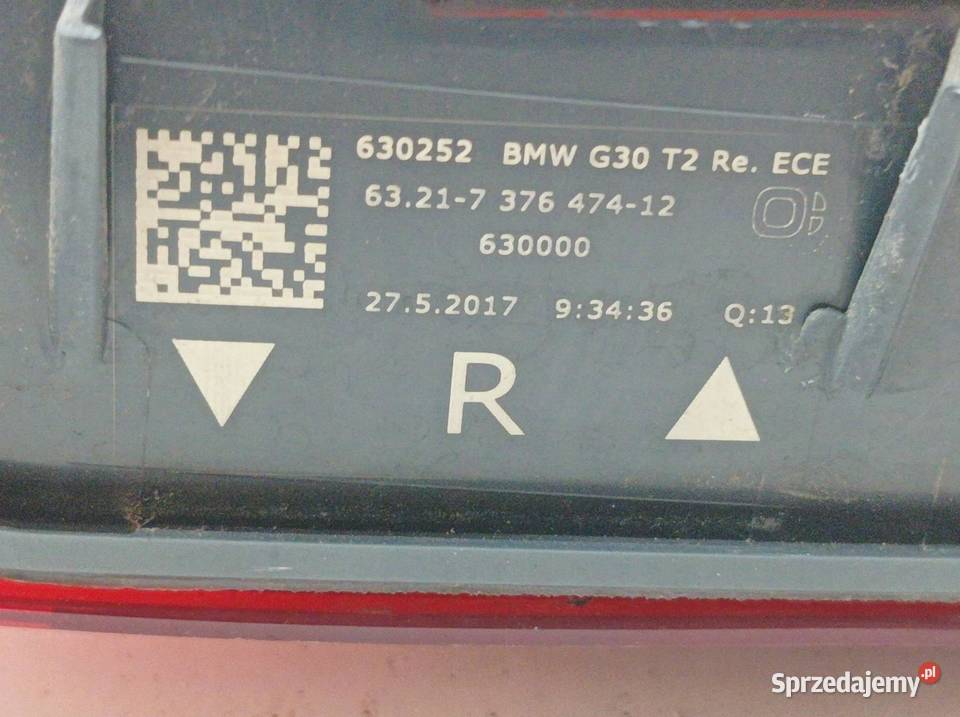 630252 BMW G30 T2 Re. ECE
63.21-7 376 474-12
630000
27.5.2017 9:34:36 Q:13
R
Sprzedajemy.pl